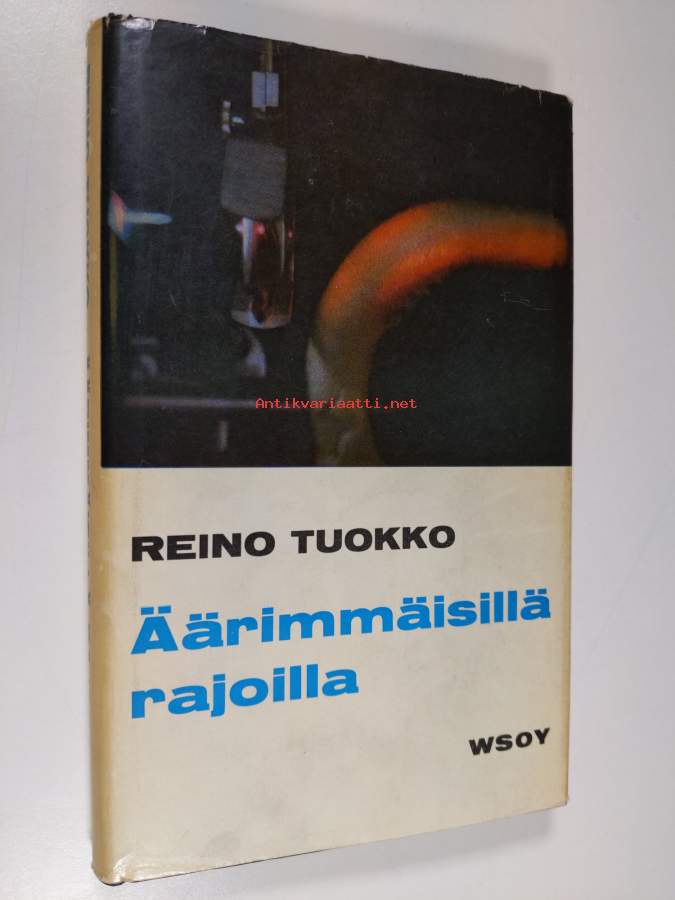 Antikvariaatti.net
REINO TUOKKO
Äärimmäisillä
rajoilla
WSOY